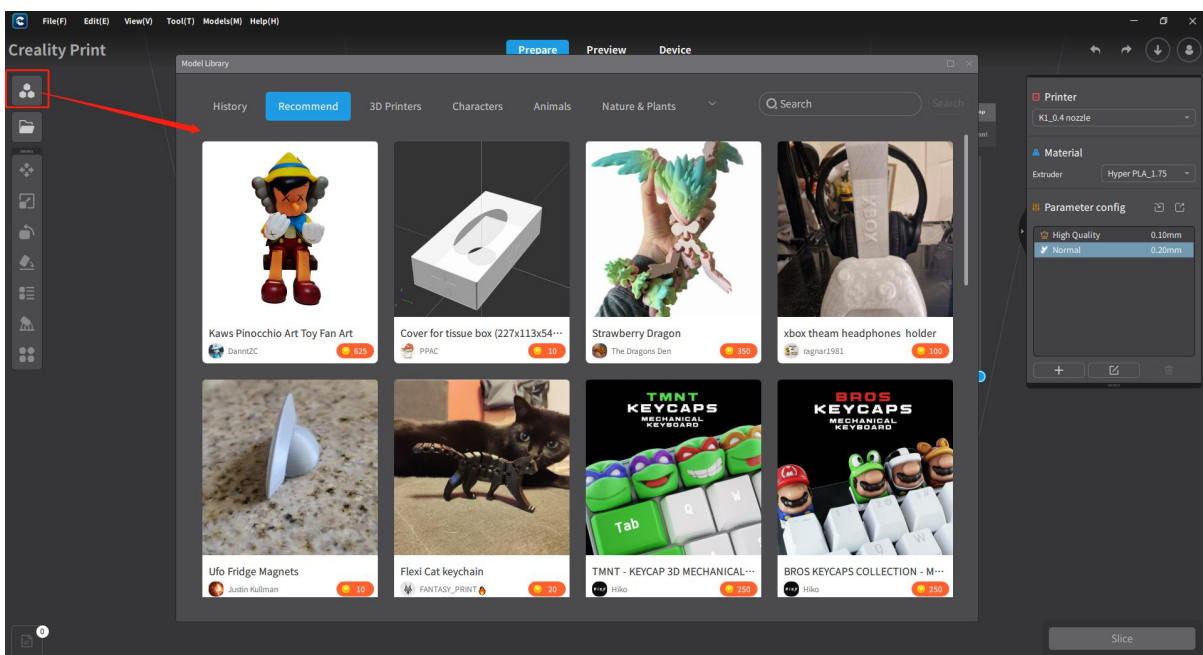 File(F) Edit(E) View(V) Tool(T) Models(M) Help(H)
Creality Print
Prepare Preview Device
Model Library
History Recommend 3D Printers Characters Animals Nature & Plants Search Search
Printer
K1_0.4 nozzle
Material
Extruder Hyper PLA_1.75
Parameter config
High Quality 0.10mm
Normal 0.20mm
XBOX
Kaws Pinocchio Art Toy Fan Art
DanntZC 625
Cover for tissue box (227x113x54···
PPAC 10
Strawberry Dragon
The Dragons Den 350
xbox theam headphones holder
ragnar1981 100
TMNT
KEYCAPS
MECHANICAL
KEYBOARD
Tab Q W
BROS
KEYCAPS
MECHANICAL
KEYBOARD
Q W
Ufo Fridge Magnets
Justin Kullman 10
Flexi Cat keychain
FANTASY_PRINT 20
TMNT - KEYCAP 3D MECHANICAL···
Hiko 250
BROS KEYCAPS COLLECTION - M···
Hiko 250
0
Slice